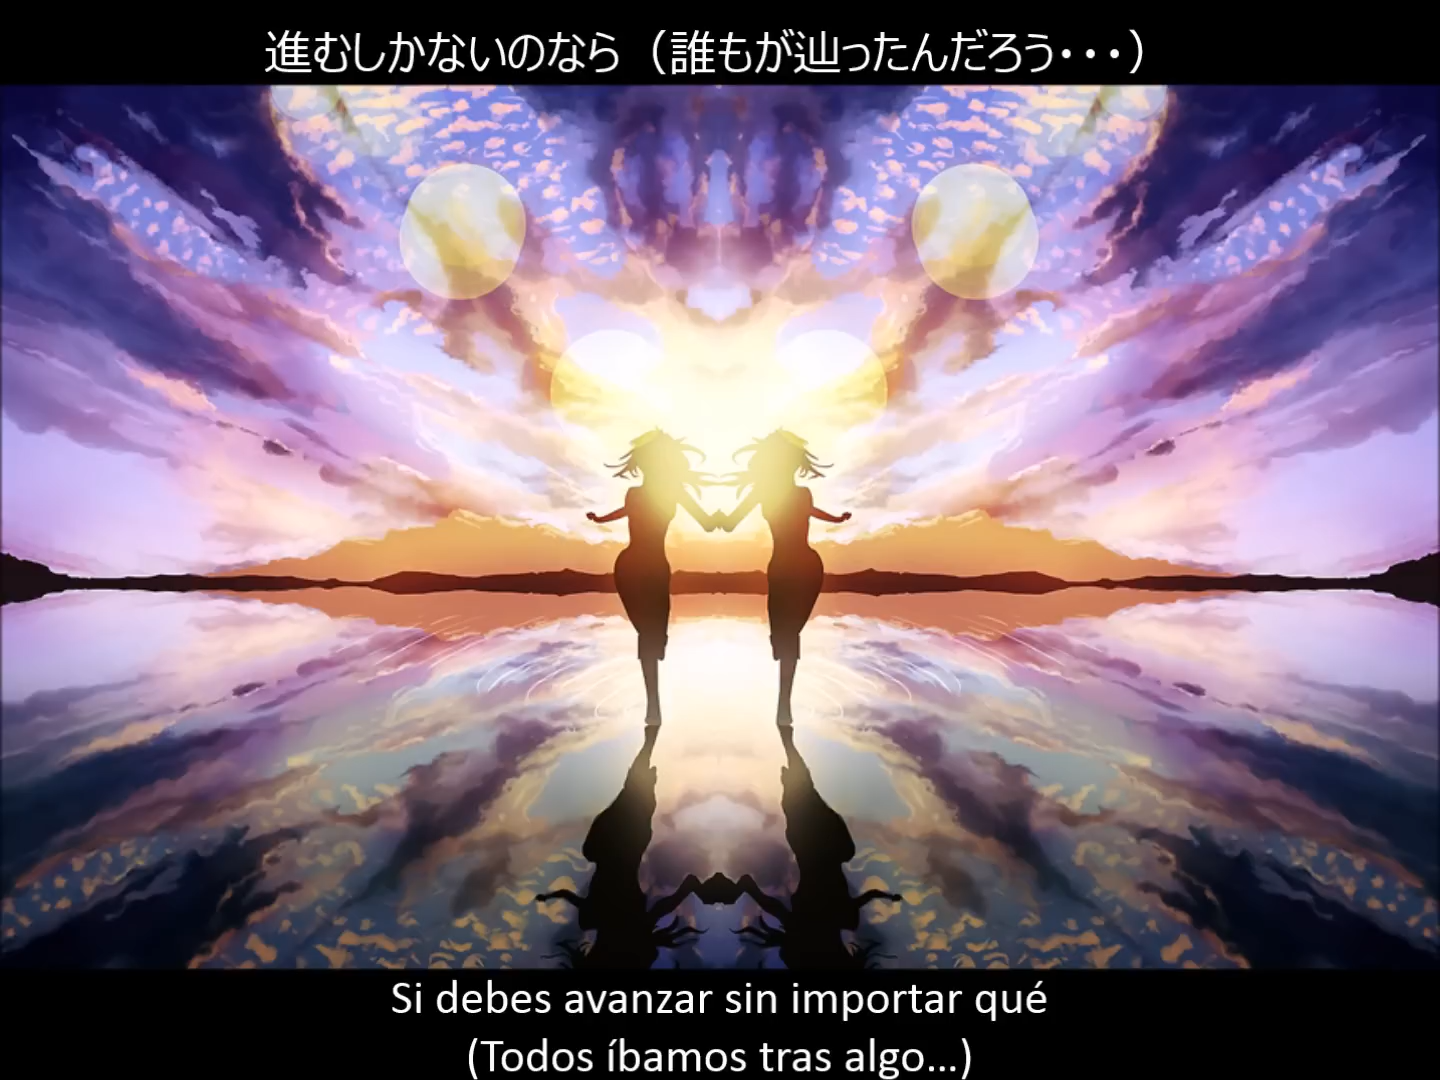 進むしかないのなら（誰もが辿ったんだろう・・・）
Si debes avanzar sin importar qué
(Todos íbamos tras algo...)